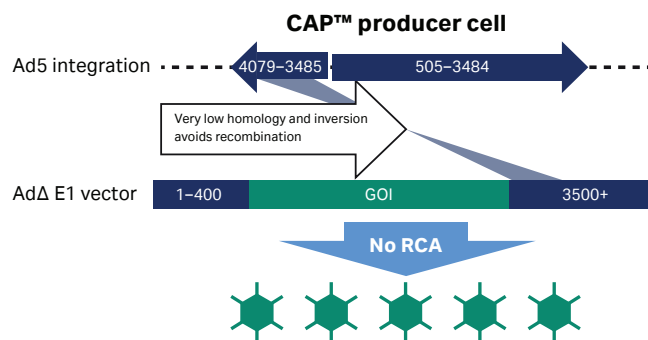 CAP™ producer cell
Ad5 integration
4079–3485
505–3484
Very low homology and inversion
avoids recombination
AdΔ E1 vector
1–400
GOI
3500+
No RCA